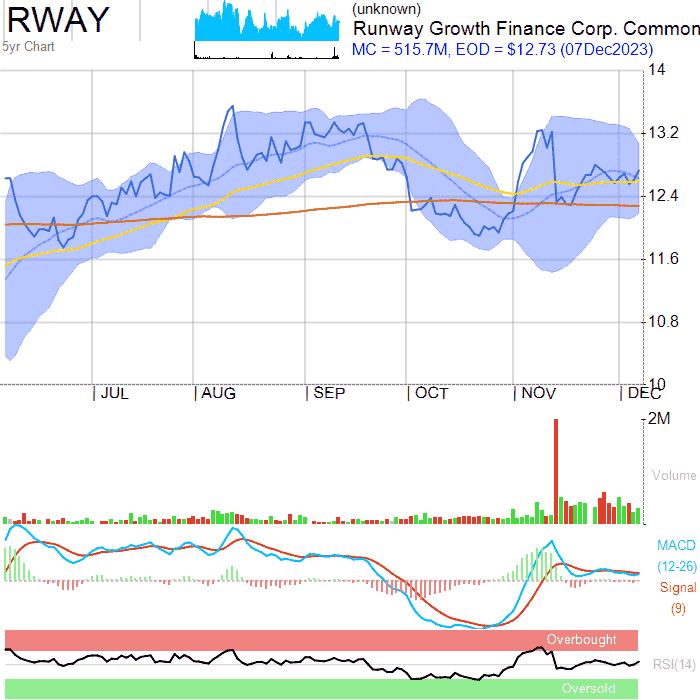 RWAY
5yr Chart
(unknown)
Runway Growth Finance Corp. Common
MC = 515.7M, EOD = $12.73 (07Dec2023)
14
13.2
12.4
11.6
10.8
10
JUL AUG SEP OCT NOV DEC
2M
Volume
MACD
(12-26)
Signal
(9)
Overbought
RSI(14)
Oversold